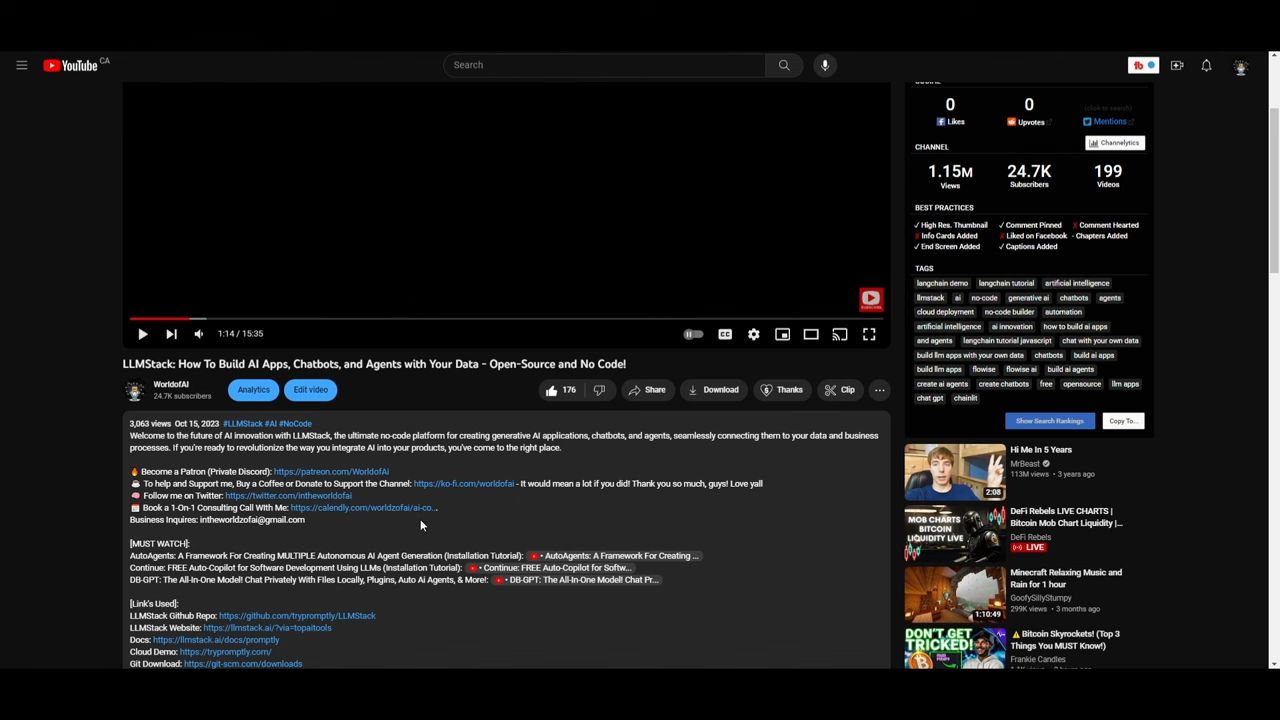 YouTube CA
Search
SOCIAL
0 Likes
0 Upvotes
(click to search)
Mentions
CHANNEL
Channelytics
1.15M Views
24.7K Subscribers
199 Videos
BEST PRACTICES
✓ High Res. Thumbnail ✓ Comment Pinned ✗ Comment Hearted
✗ Info Cards Added ✗ Liked on Facebook - Chapters Added
✓ End Screen Added ✓ Captions Added
TAGS
langchain demo langchain tutorial artificial intelligence
llmstack ai no-code generative ai chatbots agents
cloud deployment no-code builder automation
artificial intelligence ai innovation how to build ai apps
and agents langchain tutorial javascript chat with your own data
build llm apps with your own data chatbots build ai apps
build llm apps flowise flowise ai build ai agents
create ai agents create chatbots free opensource llm apps
chat gpt chainlit
Show Search Rankings Copy To...
SUBSCRIBE
1:14 / 15:35
CC
LLMStack: How To Build AI Apps, Chatbots, and Agents with Your Data - Open-Source and No Code!
WorldofAI
24.7K subscribers
Analytics Edit video 176 Share Download Thanks Clip ...
3,063 views Oct 15, 2023 #LLMStack #AI #NoCode
Welcome to the future of AI innovation with LLMStack, the ultimate no-code platform for creating generative AI applications, chatbots, and agents, seamlessly connecting them to your data and business
processes. If you're ready to revolutionize the way you integrate AI into your products, you've come to the right place.
🔥 Become a Patron (Private Discord): https://patreon.com/WorldofAi
☕ To help and Support me, Buy a Coffee or Donate to Support the Channel: https://ko-fi.com/worldofai - It would mean a lot if you did! Thank you so much, guys! Love yall
🧠 Follow me on Twitter: https://twitter.com/intheworldofai
📅 Book a 1-On-1 Consulting Call WIth Me: https://calendly.com/worldzofai/ai-co...
Business Inquires: intheworldzofai@gmail.com
[MUST WATCH]:
AutoAgents: A Framework For Creating MULTIPLE Autonomous AI Agent Generation (Installation Tutorial): • AutoAgents: A Framework For Creating ...
Continue: FREE Auto-Copilot for Software Development Using LLMs (Installation Tutorial): • Continue: FREE Auto-Copilot for Softw...
DB-GPT: The All-In-One Model! Chat Privately With FIles Locally, Plugins, Auto Ai Agents, & More!: • DB-GPT: The All-In-One Model! Chat Pr...
[Link's Used]:
LLMStack Github Repo: https://github.com/trypromptly/LLMStack
LLMStack Website: https://llmstack.ai/?via=topaitools
Docs: https://llmstack.ai/docs/promptly
Cloud Demo: https://trypromptly.com/
Git Download: https://git-scm.com/downloads
Hi Me In 5 Years
MrBeast
113M views • 3 years ago
2:08
MOB CHARTS
BITCOIN
LIQUIDITY LIVE
DeFi Rebels LIVE CHARTS |
Bitcoin Mob Chart Liquidity...
DeFi Rebels
LIVE
Minecraft Relaxing Music and
Rain for 1 hour
GoofySillyStumpy
299K views • 3 months ago
1:10:49
DON'T GET
TRICKED!
⚠ Bitcoin Skyrockets! (Top 3
Things You MUST Know!)
Frankie Candles